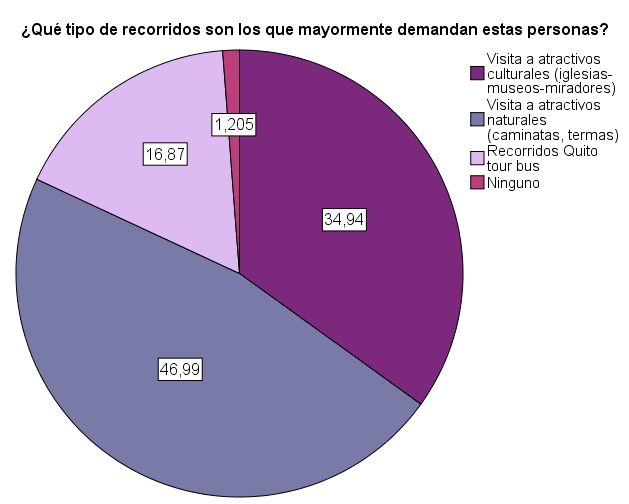 ¿Qué tipo de recorridos son los que mayormente demandan estas personas?
Visita a atractivos
culturales (iglesias-
museos-miradores)
Visita a atractivos
naturales
(caminatas, termas)
Recorridos Quito
tour bus
Ninguno
1,205
16,87
34,94
46,99